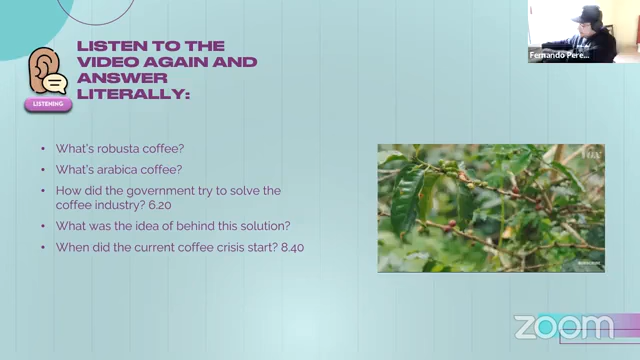 LISTEN TO THE
VIDEO AGAIN AND
ANSWER
LITERALLY:
LISTENING
• What's robusta coffee?
• What's arabica coffee?
• How did the government try to solve the
coffee industry? 6.20
• What was the idea of behind this solution?
• When did the current coffee crisis start? 8.40
Fernando Pere...
Vox
zoom